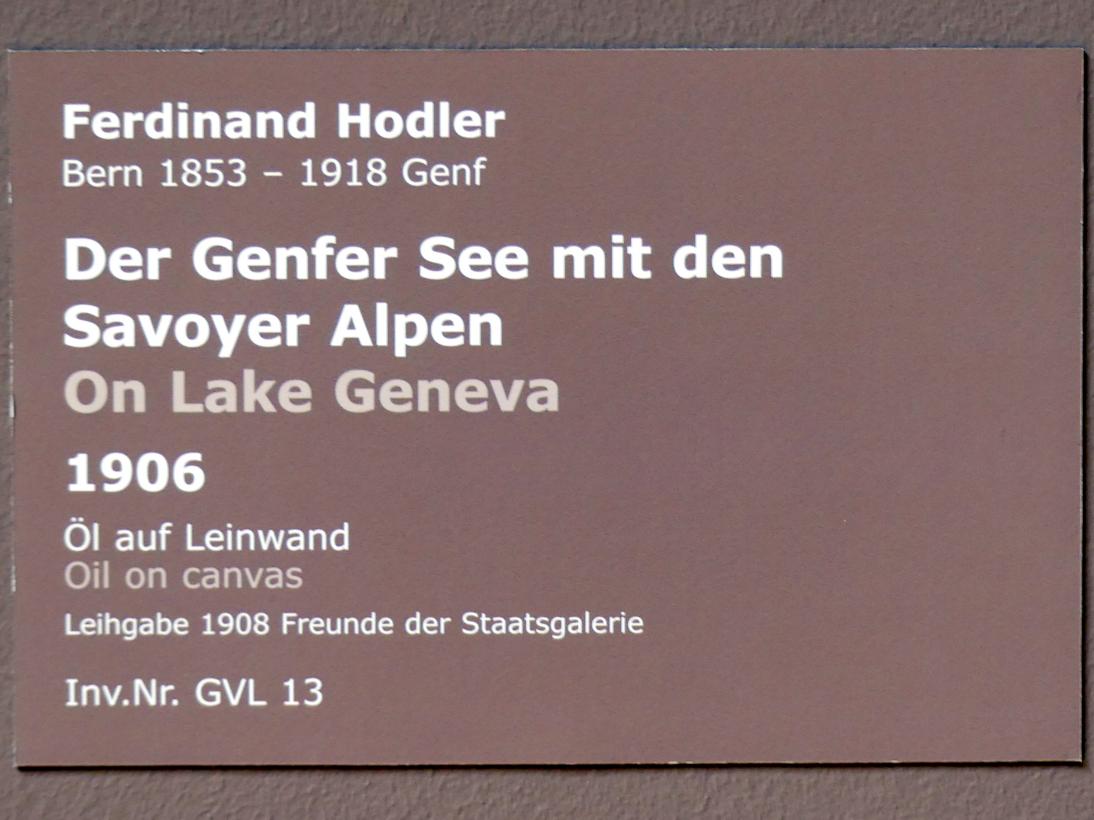 Ferdinand Hodler
Bern 1853 – 1918 Genf
Der Genfer See mit den
Savoyer Alpen
On Lake Geneva
1906
Öl auf Leinwand
Oil on canvas
Leihgabe 1908 Freunde der Staatsgalerie
Inv.Nr. GVL 13